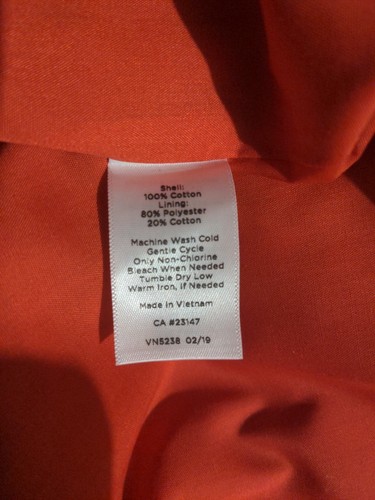 Shell:
100% Cotton
Lining:
80% Polyester
20% Cotton
Machine Wash Cold
Gentle Cycle
Only Non-Chlorine
Bleach When Needed
Tumble Dry Low
Warm Iron, if Needed
Made in Vietnam
CA #23147
VN5238 02/19